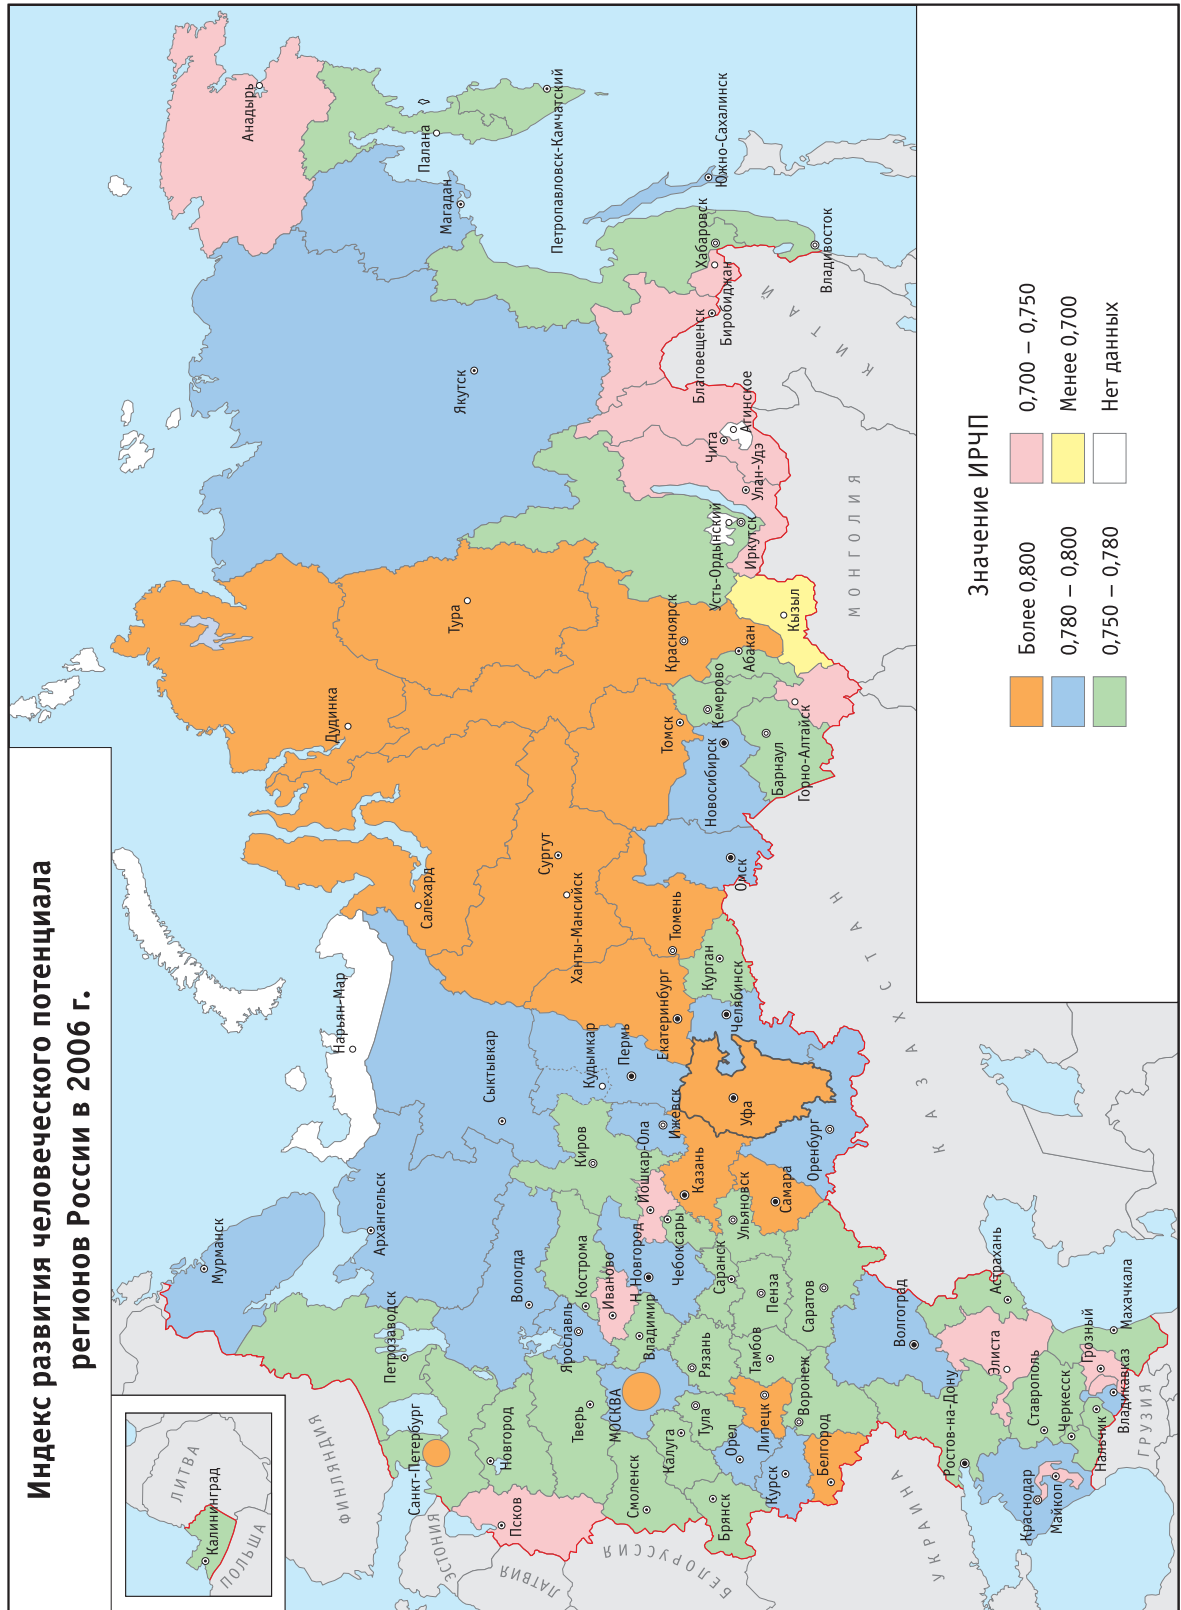 Индекс развития человеческого потенциала
регионов России в 2006 г.
ЛИТВА
Калининград
ПОЛЬША
ФИНЛЯНДИЯ
ЭСТОНИЯ
ЛАТВИЯ
БЕЛОРУССИЯ
УКРАИНА
ГРУЗИЯ
КАЗАХСТАН
МОНГОЛИЯ
КИТАЙ
Мурманск
Петрозаводск
Санкт-Петербург
Новгород
Псков
Архангельск
Нарьян-Мар
Вологда
Сыктывкар
Тверь
МОСКВА
Смоленск
Калуга
Тула
Брянск
Орел
Курск
Белгород
Липецк
Воронеж
Тамбов
Рязань
Владимир
Ярославль
Иваново
Кострома
Н.Новгород
Киров
Йошкар-Ола
Чебоксары
Саранск
Пенза
Саратов
Ульяновск
Самара
Казань
Ижевск
Кудымкар
Пермь
Уфа
Оренбург
Екатеринбург
Челябинск
Курган
Тюмень
Волгоград
Астрахань
Элиста
Ростов-на-Дону
Краснодар
Майкоп
Ставрополь
Черкесск
Нальчик
Владикавказ
Грозный
Махачкала
Салехард
Сургут
Ханты-Мансийск
Омск
Новосибирск
Томск
Кемерово
Барнаул
Горно-Алтайск
Абакан
Красноярск
Кызыл
Дудинка
Тура
Усть-Ордынский
Иркутск
Улан-Удэ
Чита
Агинское
Якутск
Благовещенск
Биробиджан
Хабаровск
Владивосток
Южно-Сахалинск
Магадан
Палана
Петропавловск-Камчатский
Анадырь
Значение ИРЧП
Более 0,800
0,780 – 0,800
0,750 – 0,780
0,700 – 0,750
Менее 0,700
Нет данных